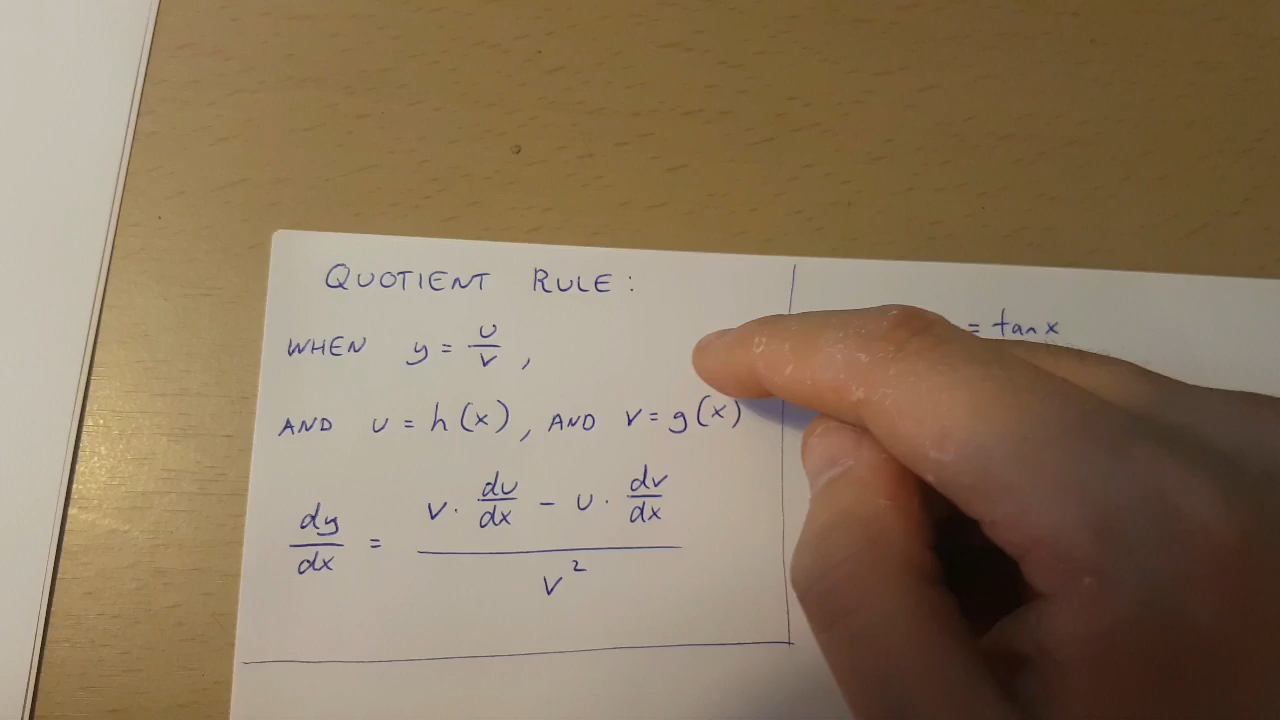 QUOTIENT RULE:
WHEN y = u/v ,
AND u = h(x) , AND v = g(x)
dy/dx = (v · du/dx - u · dv/dx) / v²
= tan x